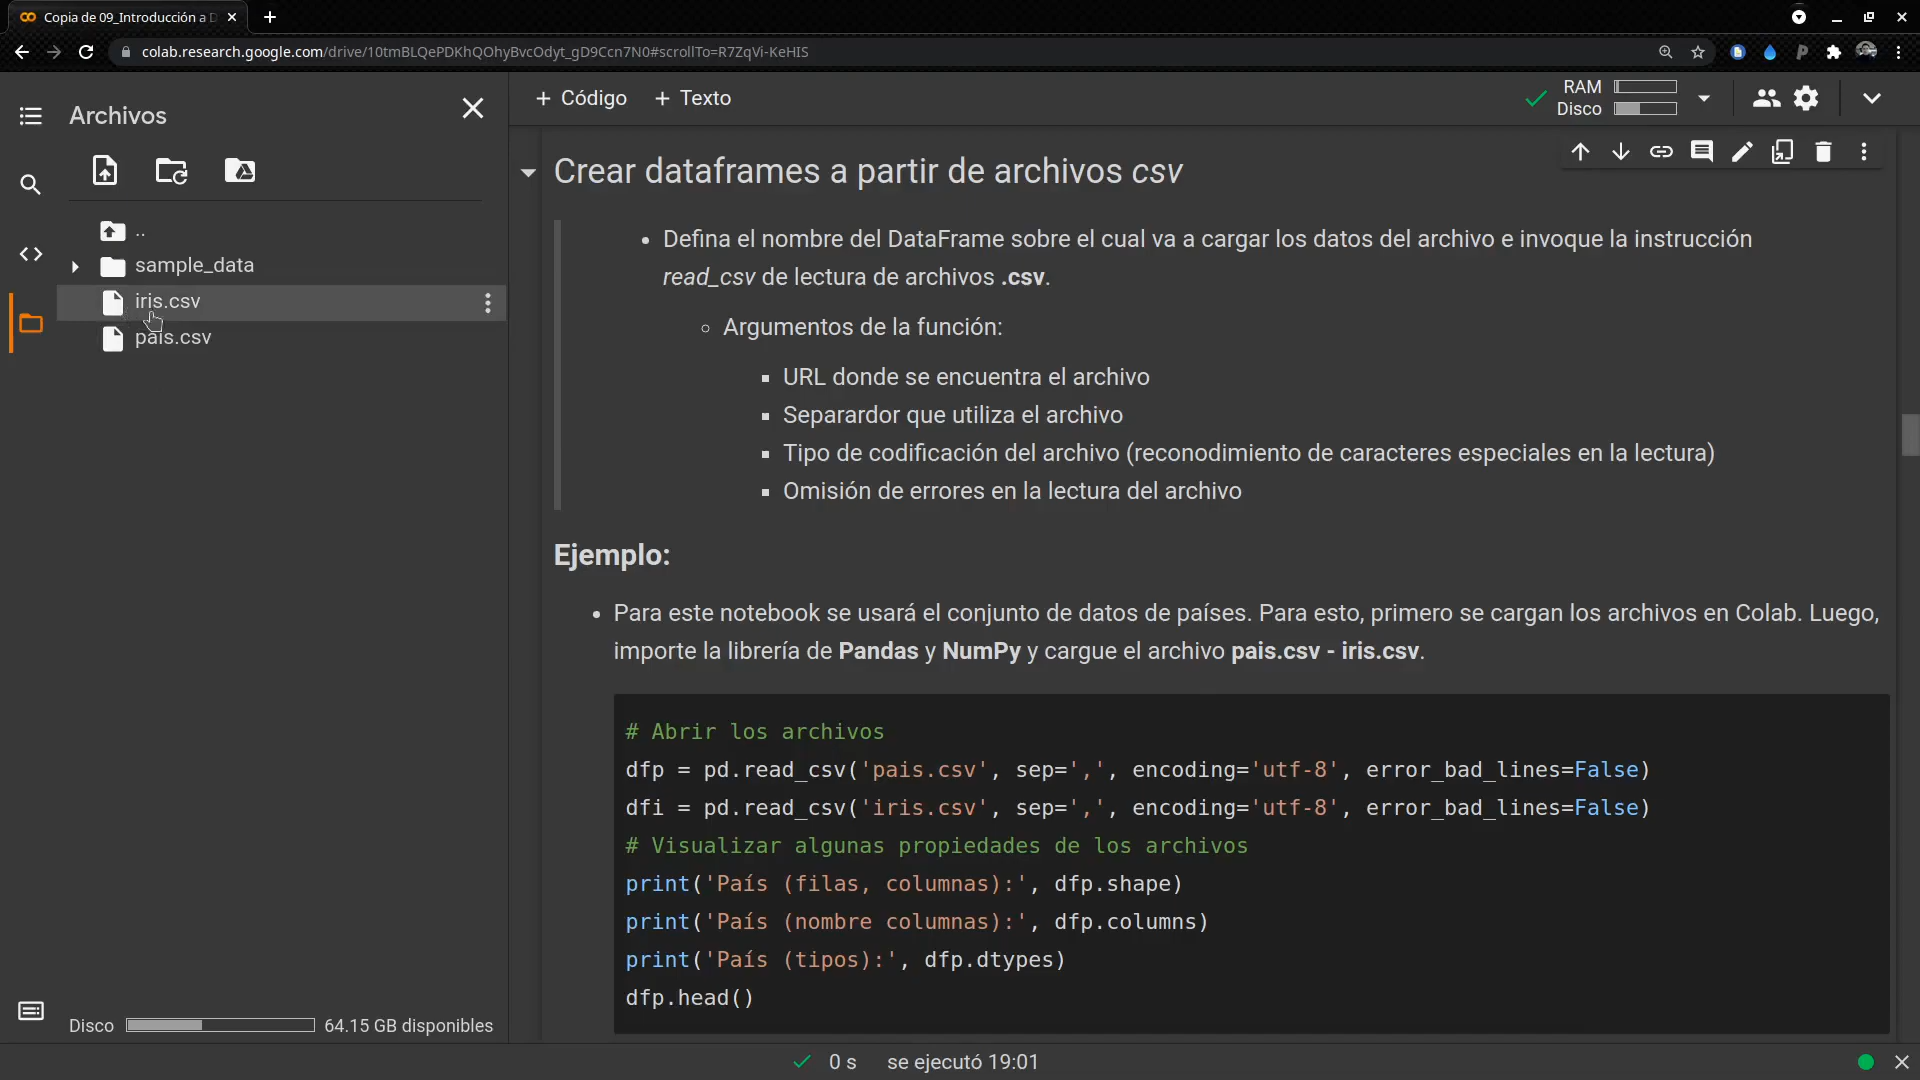 Copia de 09_Introducción a D
colab.research.google.com/drive/10tmBLQePDKhQOhyBvcOdyt_gD9Ccn7N0#scrollTo=R7ZqVi-KeHIS
Archivos
+ Código + Texto
RAM
Disco
..
sample_data
iris.csv
pais.csv
Crear dataframes a partir de archivos csv
• Defina el nombre del DataFrame sobre el cual va a cargar los datos del archivo e invoque la instrucción
read_csv de lectura de archivos .csv.
◦ Argumentos de la función:
▪ URL donde se encuentra el archivo
▪ Separardor que utiliza el archivo
▪ Tipo de codificación del archivo (reconodimiento de caracteres especiales en la lectura)
▪ Omisión de errores en la lectura del archivo
Ejemplo:
• Para este notebook se usará el conjunto de datos de países. Para esto, primero se cargan los archivos en Colab. Luego,
importe la librería de Pandas y NumPy y cargue el archivo pais.csv - iris.csv.
# Abrir los archivos
dfp = pd.read_csv('pais.csv', sep=',', encoding='utf-8', error_bad_lines=False)
dfi = pd.read_csv('iris.csv', sep=',', encoding='utf-8', error_bad_lines=False)
# Visualizar algunas propiedades de los archivos
print('País (filas, columnas):', dfp.shape)
print('País (nombre columnas):', dfp.columns)
print('País (tipos):', dfp.dtypes)
dfp.head()
Disco 64.15 GB disponibles
0 s se ejecutó 19:01